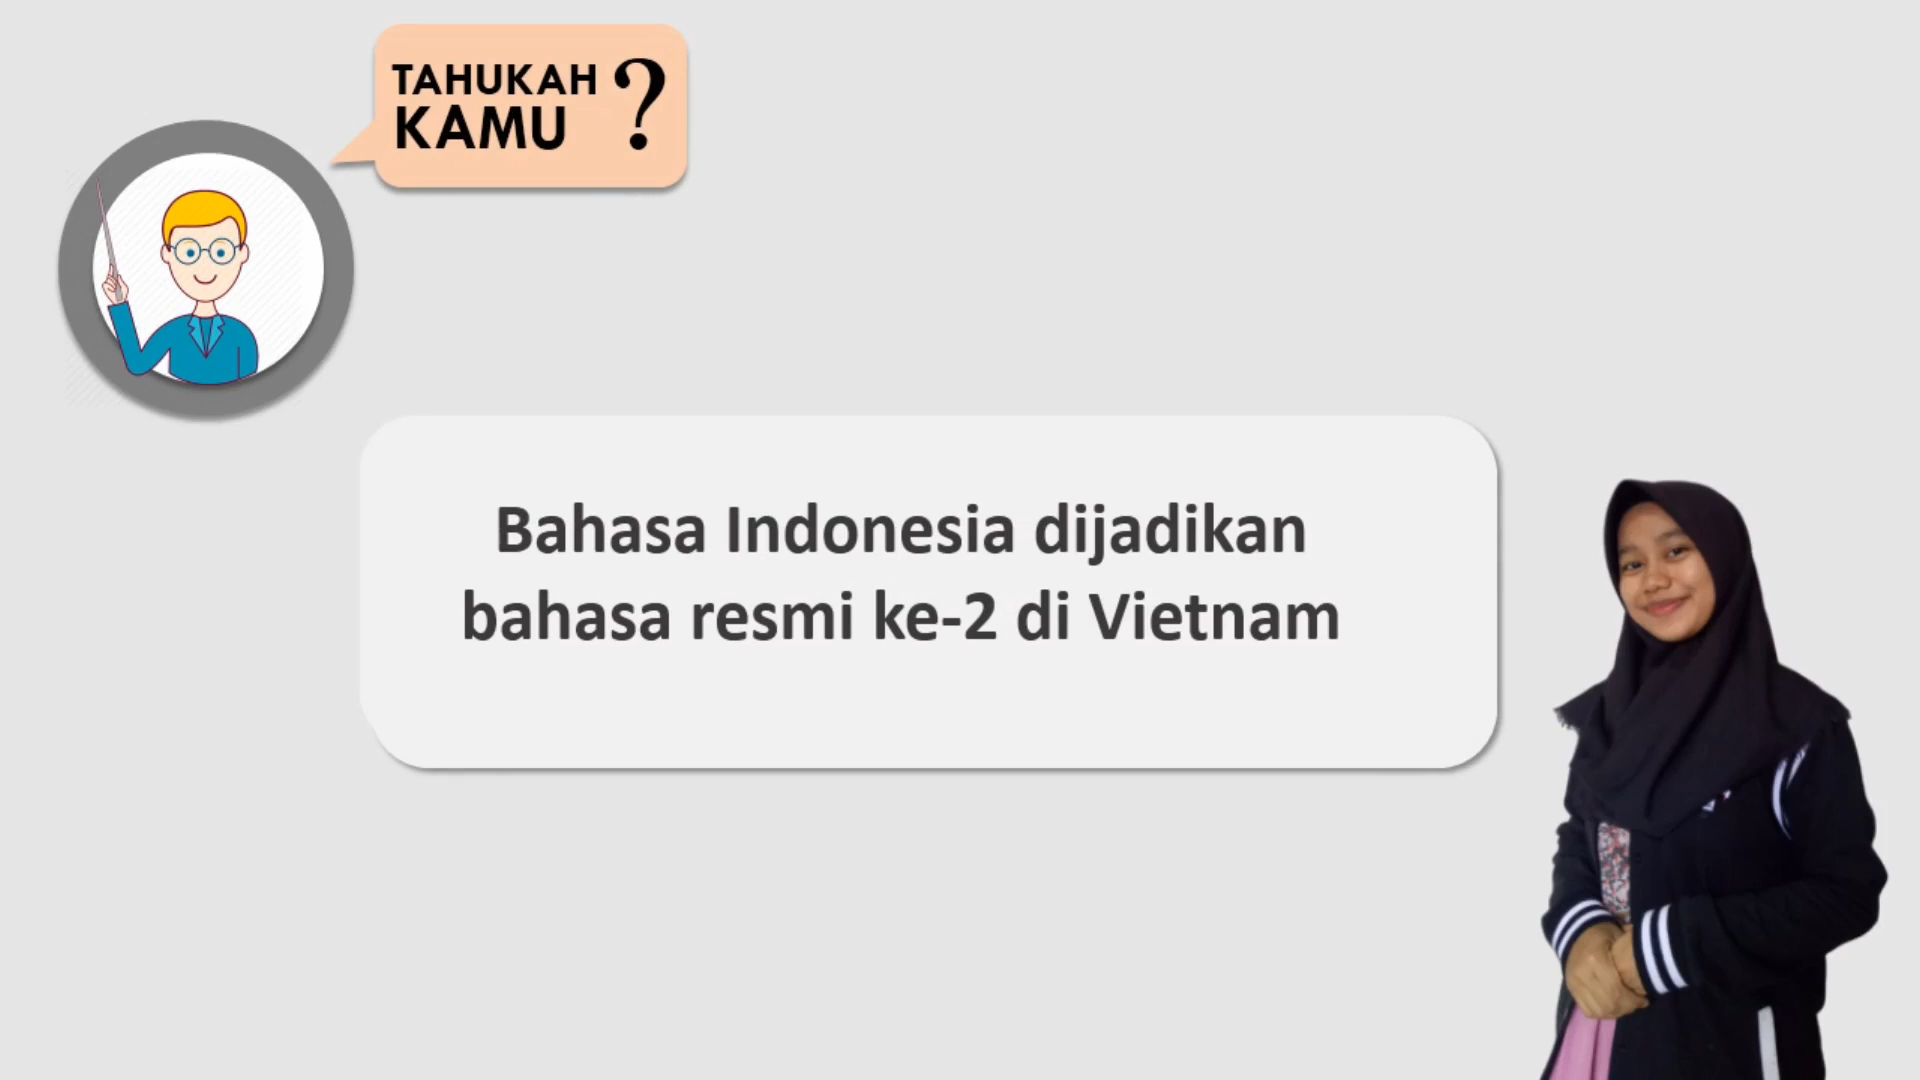 TAHUKAH
KAMU ?
Bahasa Indonesia dijadikan
bahasa resmi ke-2 di Vietnam